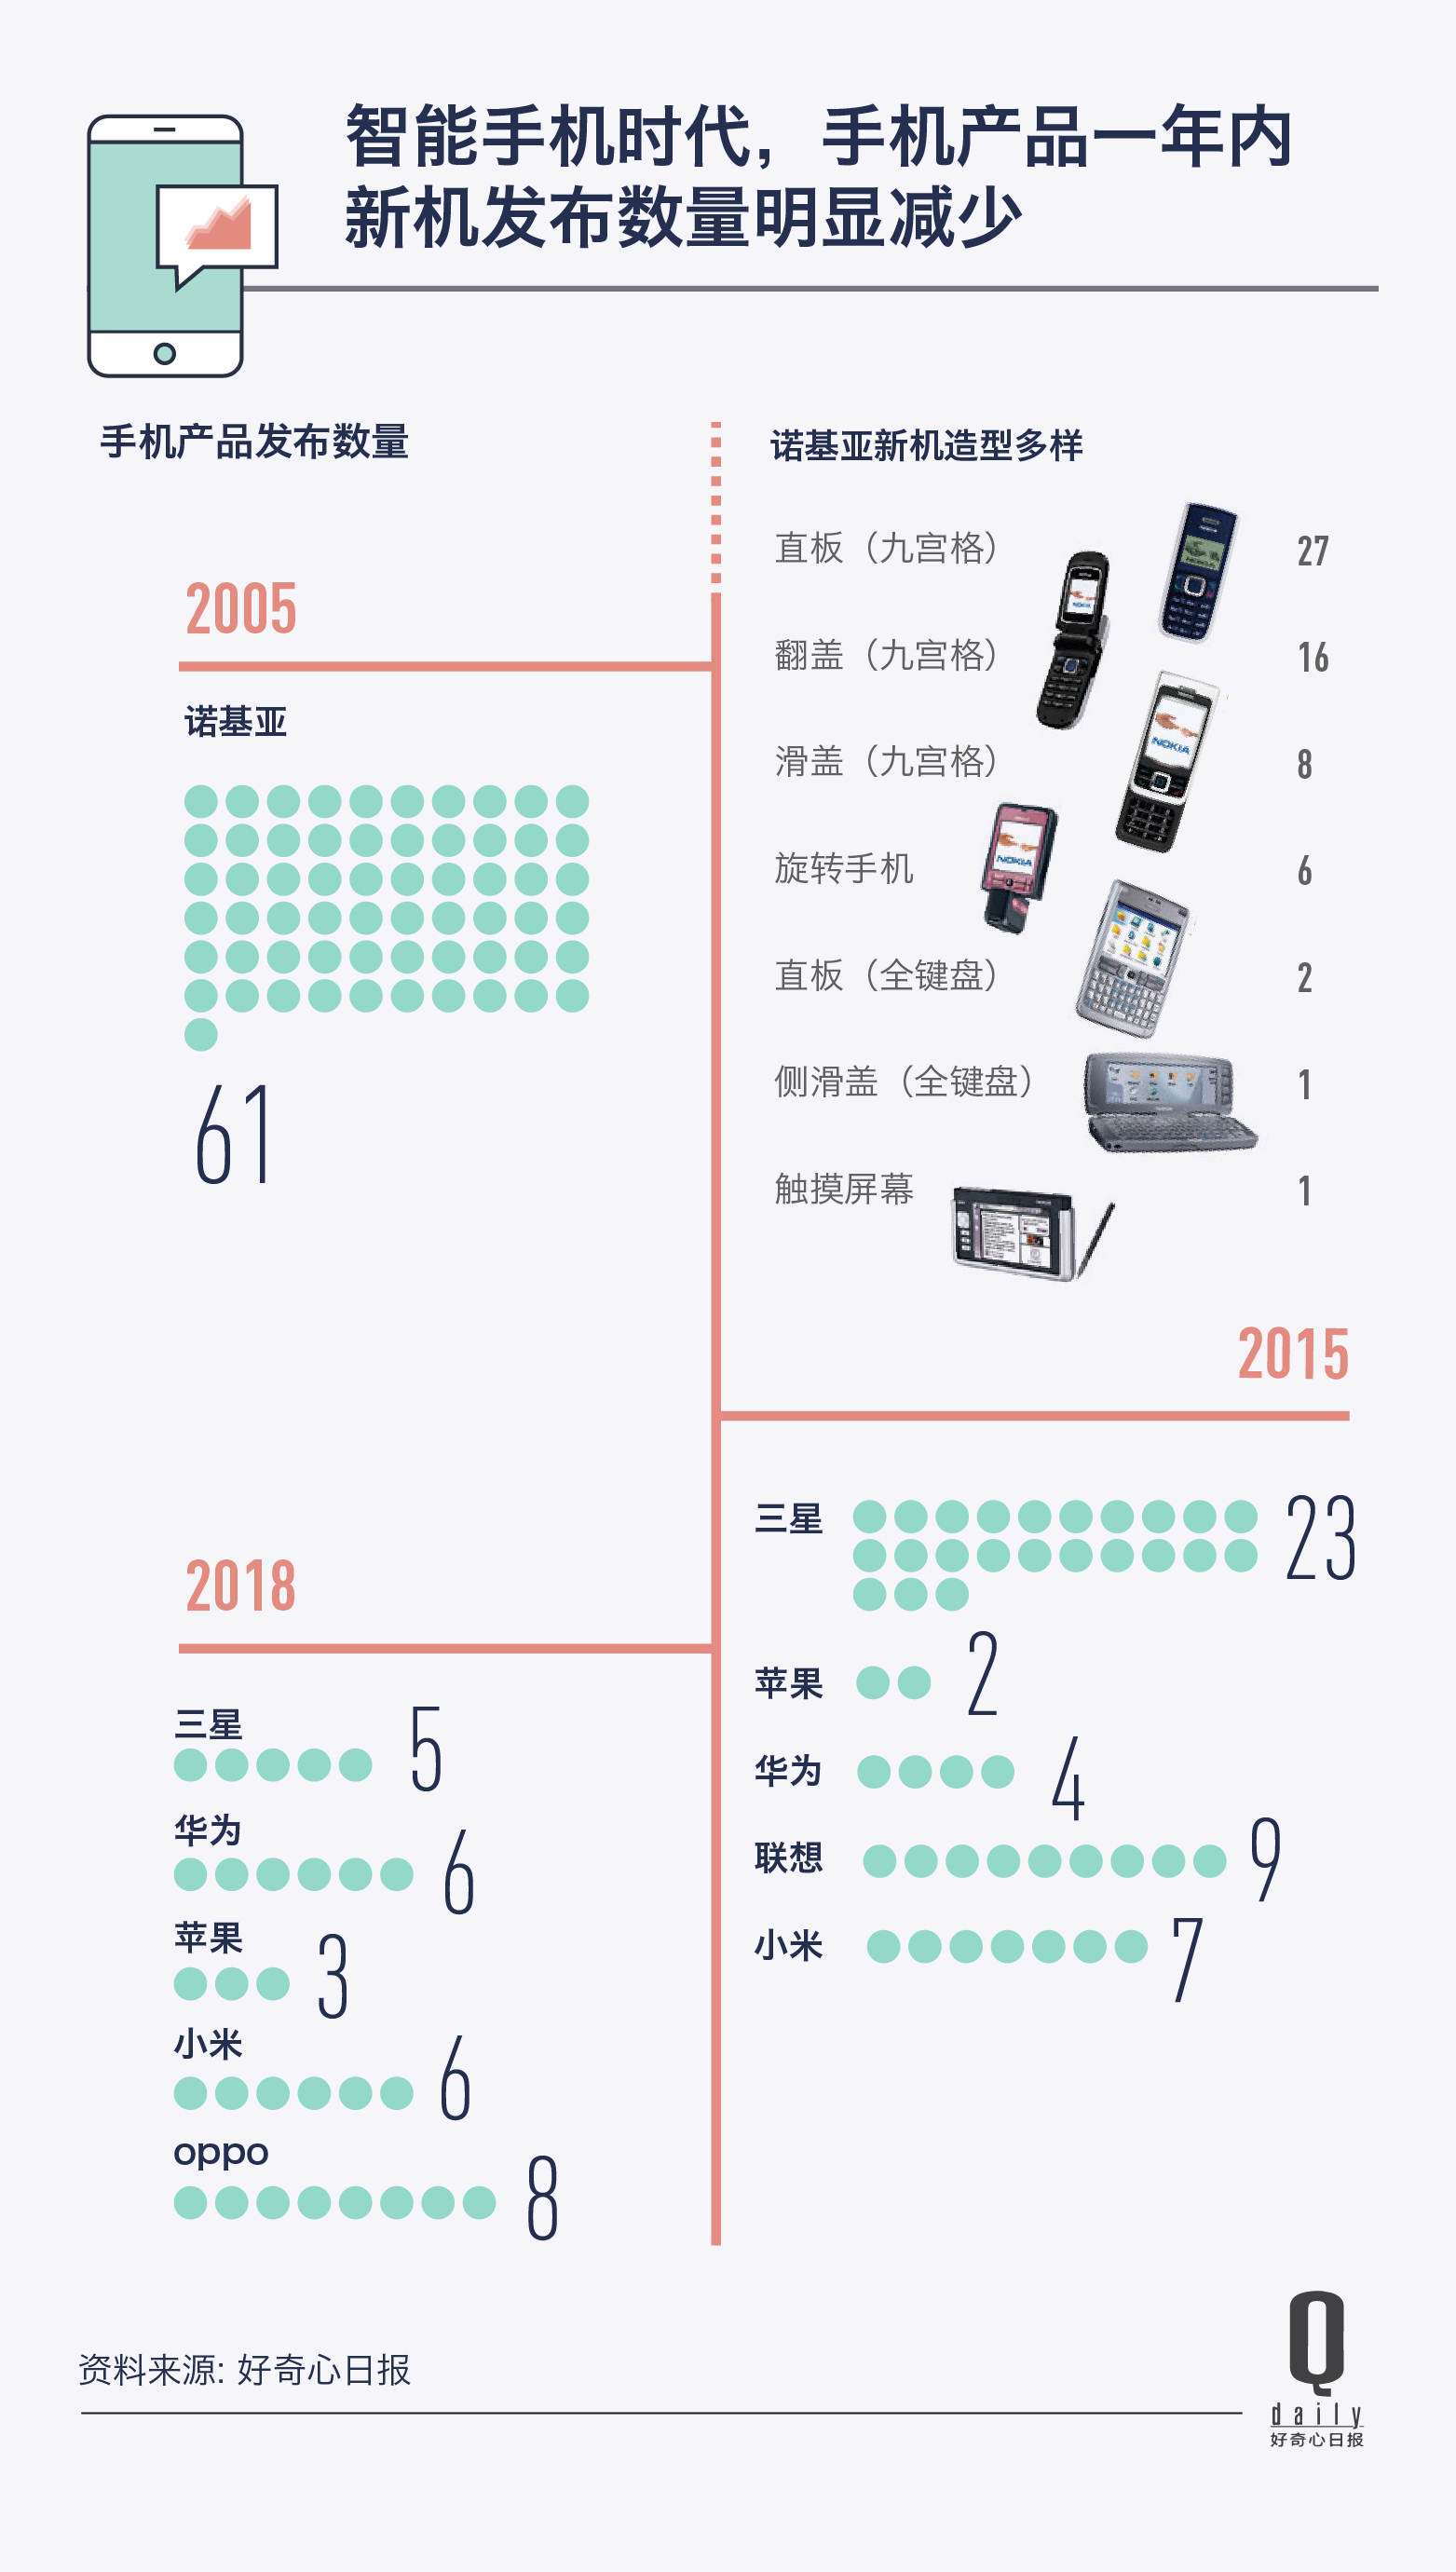 智能手机时代，手机产品一年内
新机发布数量明显减少
手机产品发布数量
2005
诺基亚
61
诺基亚新机造型多样
直板（九宫格） 27
翻盖（九宫格） 16
滑盖（九宫格） 8
旋转手机 6
直板（全键盘） 2
侧滑盖（全键盘） 1
触摸屏幕 1
NOKIA
NOKIA
2015
三星 23
苹果 2
华为 4
联想 9
小米 7
2018
三星 5
华为 6
苹果 3
小米 6
oppo 8
资料来源: 好奇心日报
Q
daily
好奇心日报